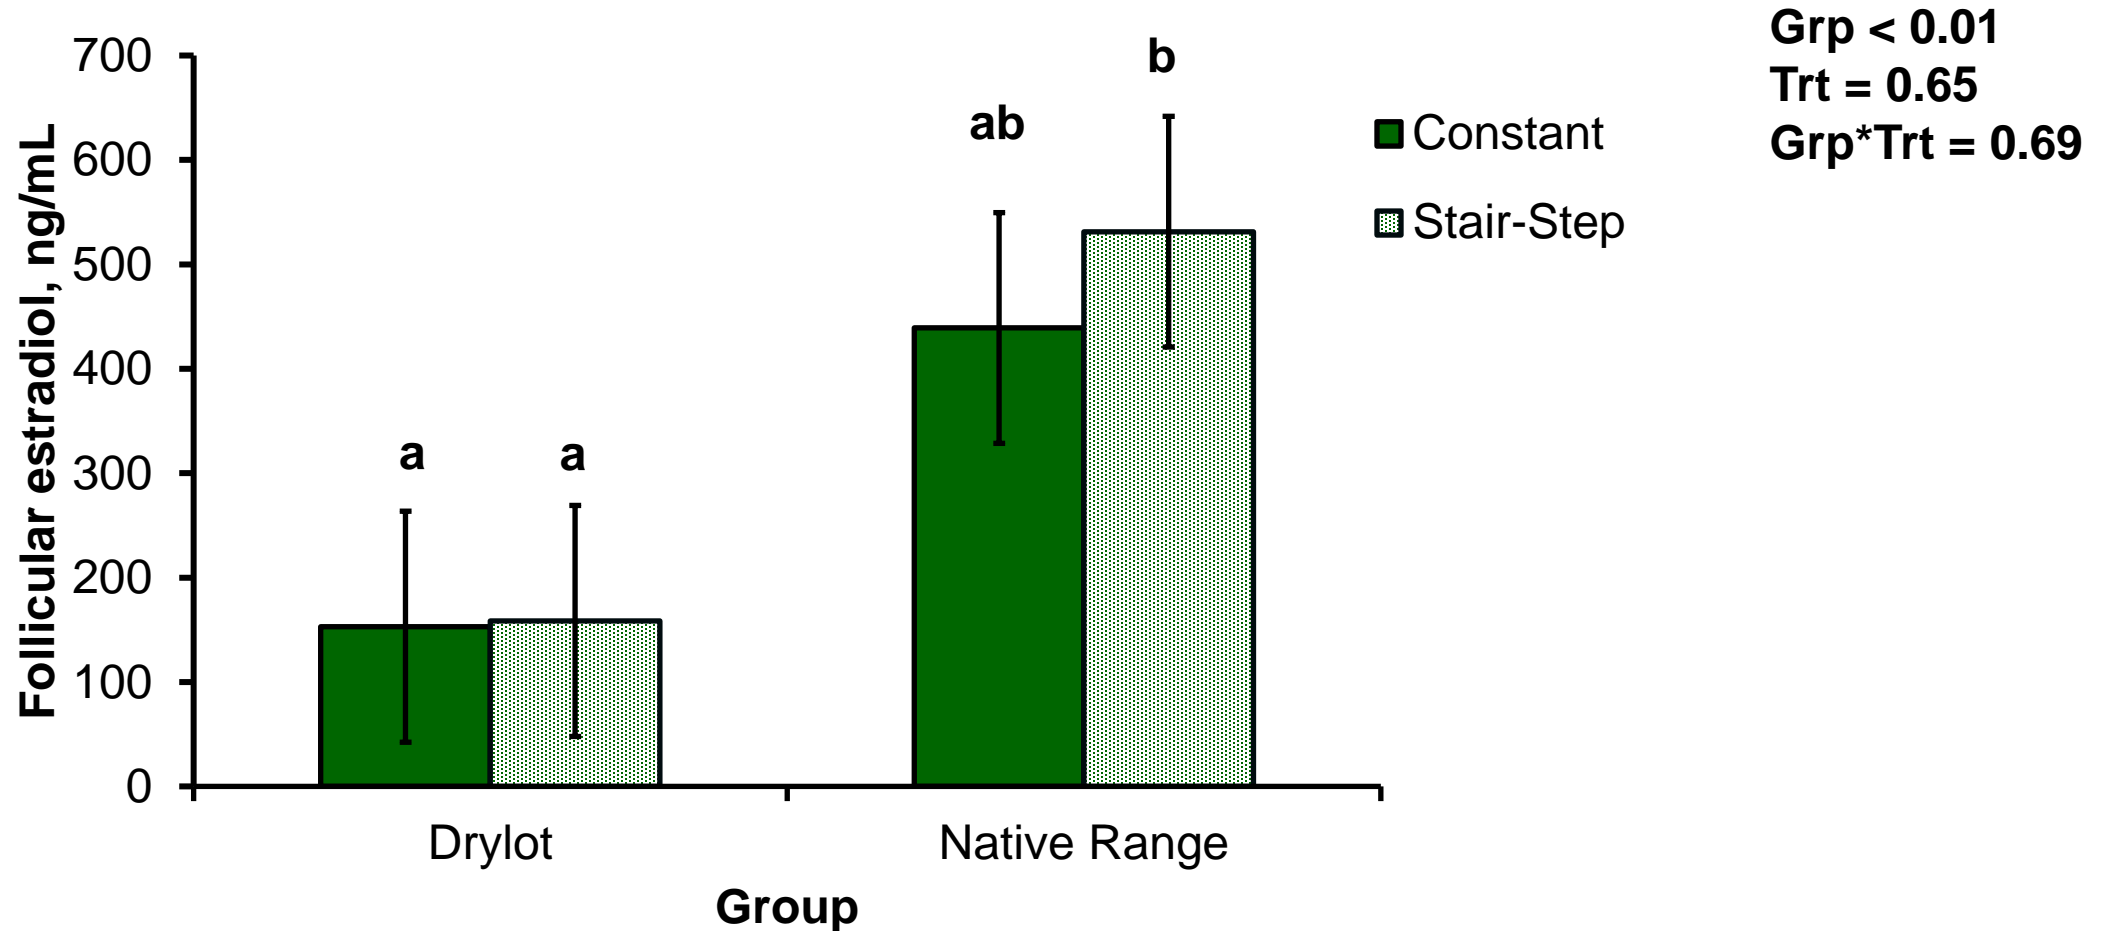 Grp < 0.01
Trt = 0.65
Grp*Trt = 0.69
Follicular estradiol, ng/mL
700
600
500
400
300
200
100
0
a
a
ab
b
Constant
Stair-Step
Drylot
Native Range
Group